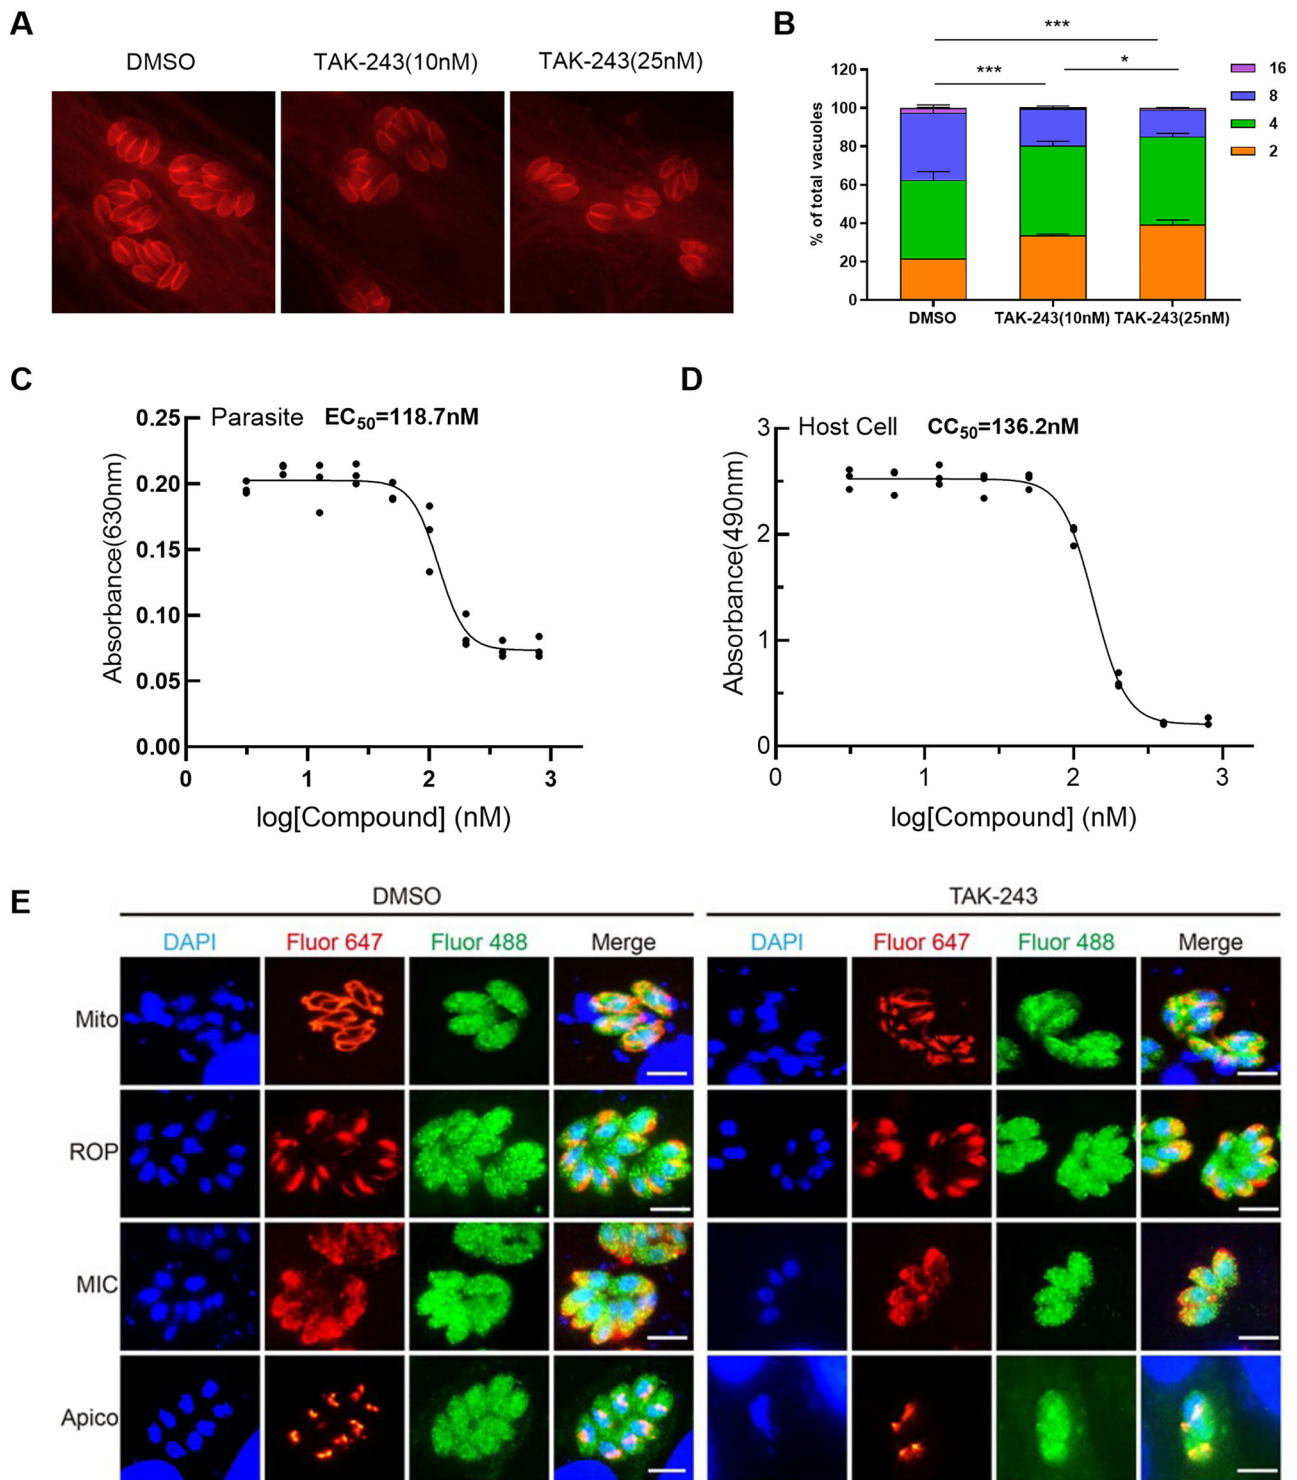 A
DMSO
TAK-243(10nM)
TAK-243(25nM)
B
***
***
*
16
8
4
2
120
100
80
60
40
20
0
% of total vacuoles
DMSO
TAK-243(10nM)
TAK-243(25nM)
C
Parasite EC50=118.7nM
0.25
0.20
0.15
0.10
0.05
0.00
Absorbance(630nm)
0 1 2 3
log[Compound] (nM)
D
Host Cell CC50=136.2nM
3
2
1
0
Absorbance(490nm)
0 1 2 3
log[Compound] (nM)
E
DMSO
TAK-243
DAPI Fluor 647 Fluor 488 Merge
DAPI Fluor 647 Fluor 488 Merge
Mito
ROP
MIC
Apico